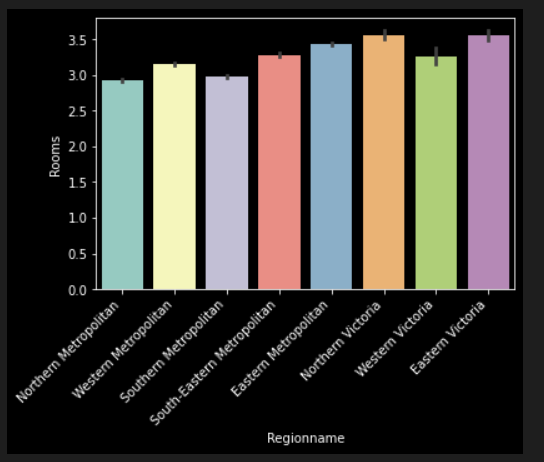 3.5
3.0
2.5
2.0
1.5
1.0
0.5
0.0
Rooms
Northern Metropolitan
Western Metropolitan
Southern Metropolitan
South-Eastern Metropolitan
Eastern Metropolitan
Northern Victoria
Western Victoria
Eastern Victoria
Regionname